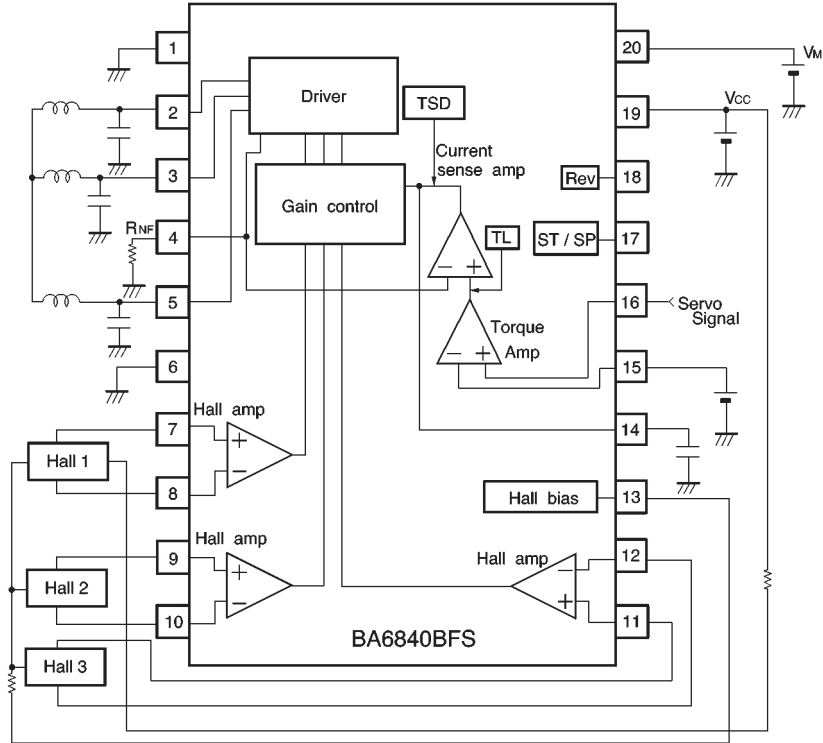 1
2
3
4
5
6
7
8
9
10
20
19
18
17
16
15
14
13
12
11
Driver
TSD
Current
sense amp
Gain control
TL
Rev
ST / SP
Torque
Amp
Servo
Signal
VM
VCC
RNF
Hall amp
Hall 1
Hall amp
Hall 2
Hall 3
Hall bias
Hall amp
+
−
+
−
−
+
−
+
−
+
BA6840BFS